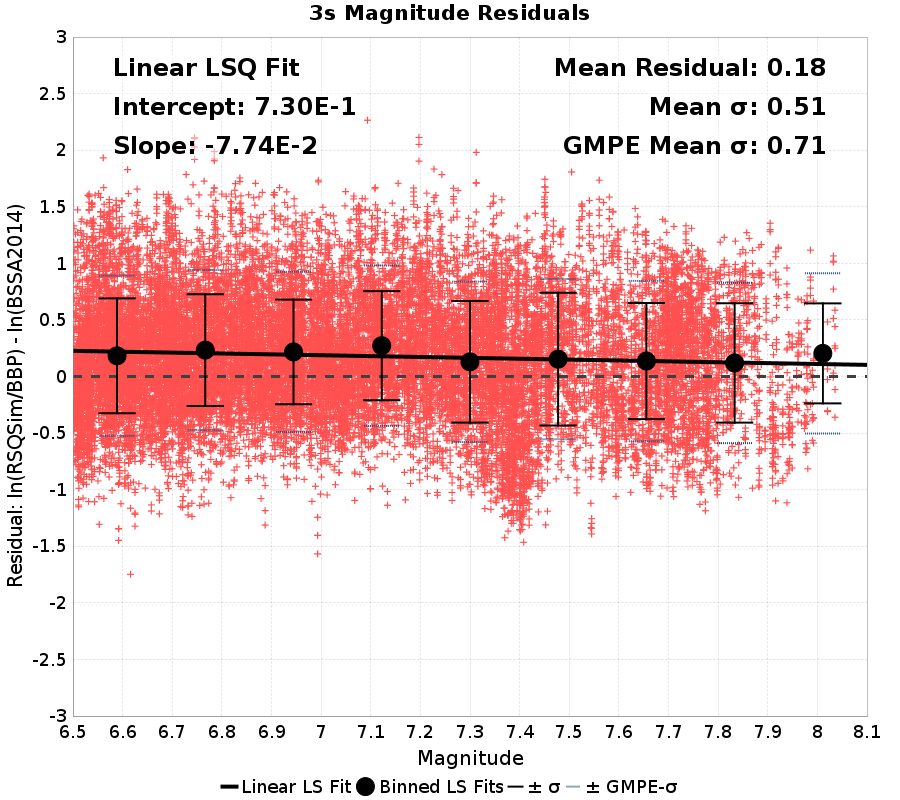 3s Magnitude Residuals
Linear LSQ Fit
Intercept: 7.30E-1
Slope: -7.74E-2
Mean Residual: 0.18
Mean σ: 0.51
GMPE Mean σ: 0.71
Residual: ln(RSQSim/BBP) - ln(BSSA2014)
3
2.5
2
1.5
1
0.5
0
-0.5
-1
-1.5
-2
-2.5
-3
6.5 6.6 6.7 6.8 6.9 7 7.1 7.2 7.3 7.4 7.5 7.6 7.7 7.8 7.9 8 8.1
Magnitude
Linear LS Fit Binned LS Fits ± σ ± GMPE-σ